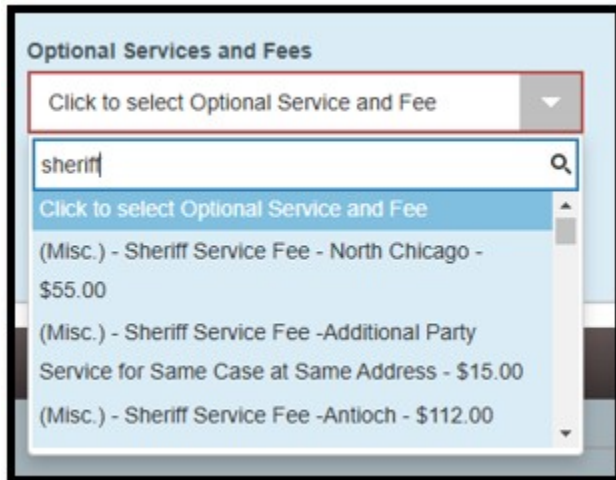 Optional Services and Fees
Click to select Optional Service and Fee
sheriff
Click to select Optional Service and Fee
(Misc.) - Sheriff Service Fee - North Chicago -
$55.00
(Misc.) - Sheriff Service Fee -Additional Party
Service for Same Case at Same Address - $15.00
(Misc.) - Sheriff Service Fee -Antioch - $112.00